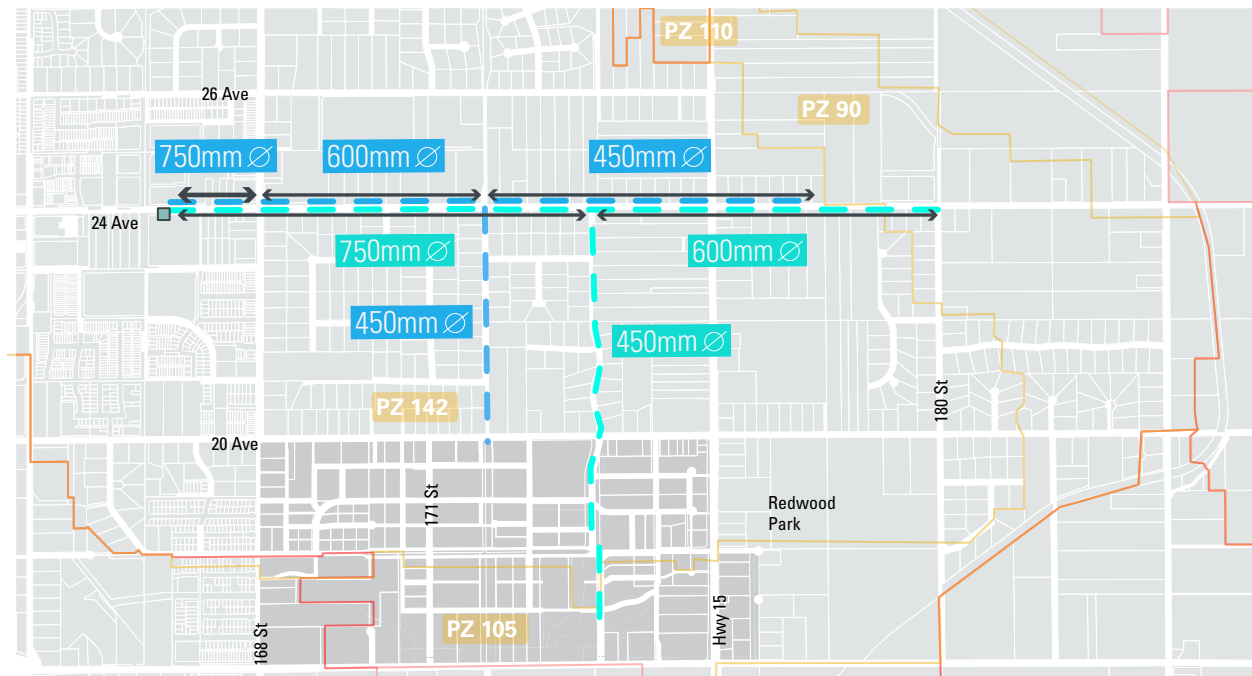 PZ 110
26 Ave
PZ 90
750mm ∅
600mm ∅
450mm ∅
24 Ave
750mm ∅
600mm ∅
450mm ∅
450mm ∅
PZ 142
180 St
20 Ave
171 St
Redwood
Park
PZ 105
168 St
Hwy 15